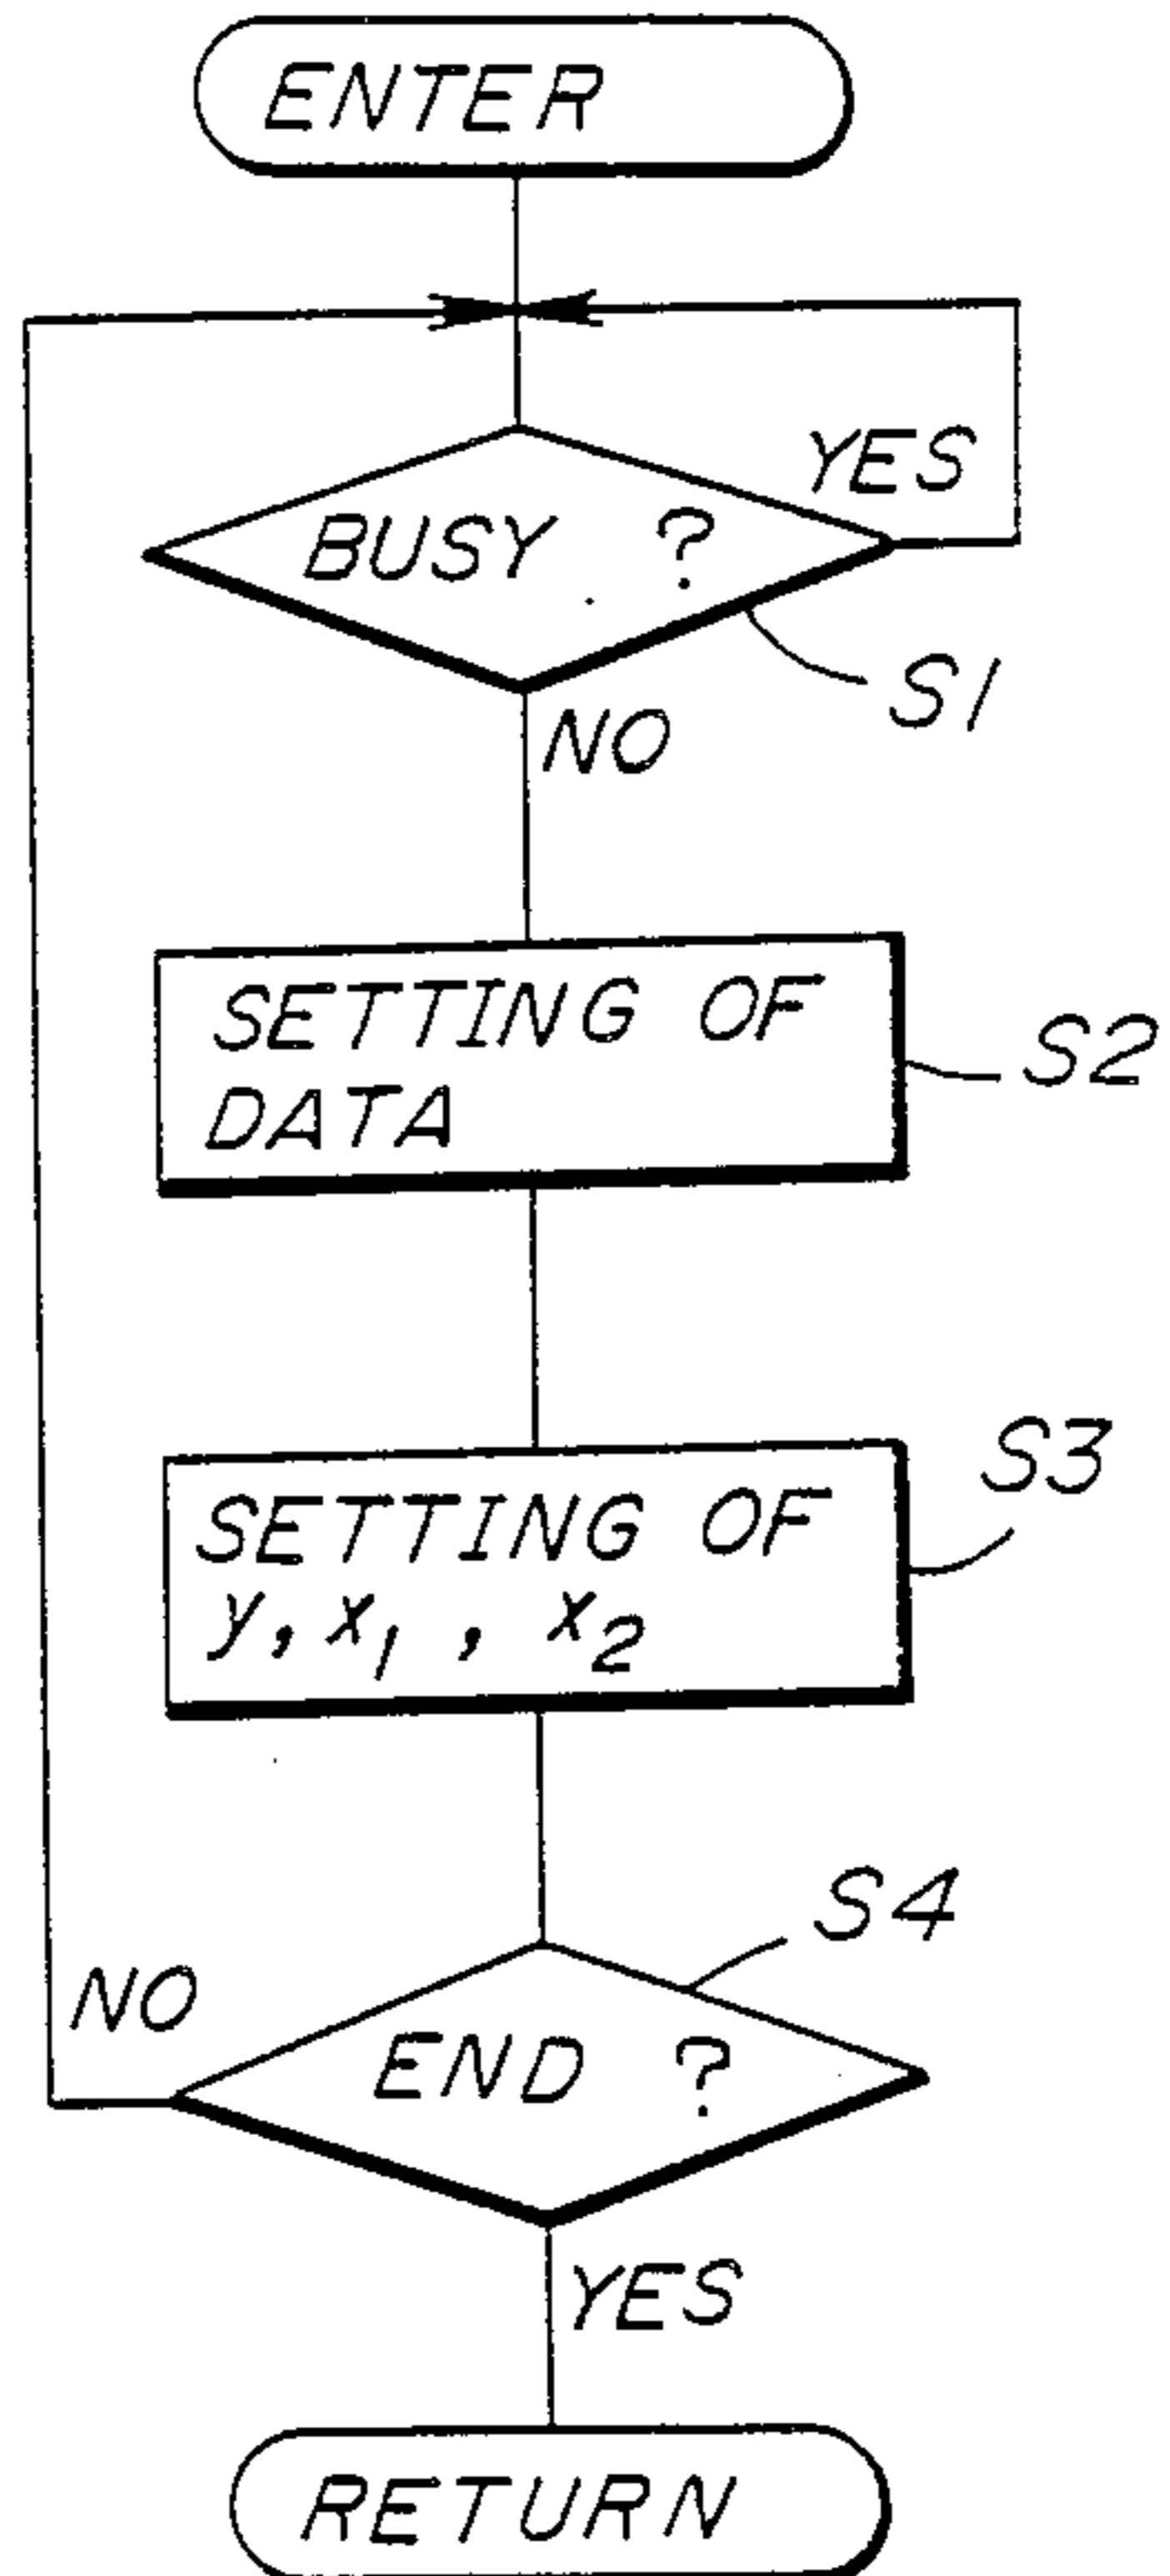 ENTER
YES
BUSY ?
S1
NO
SETTING OF
DATA
S2
S3
SETTING OF
y, x₁, x₂
S4
NO
END ?
YES
RETURN